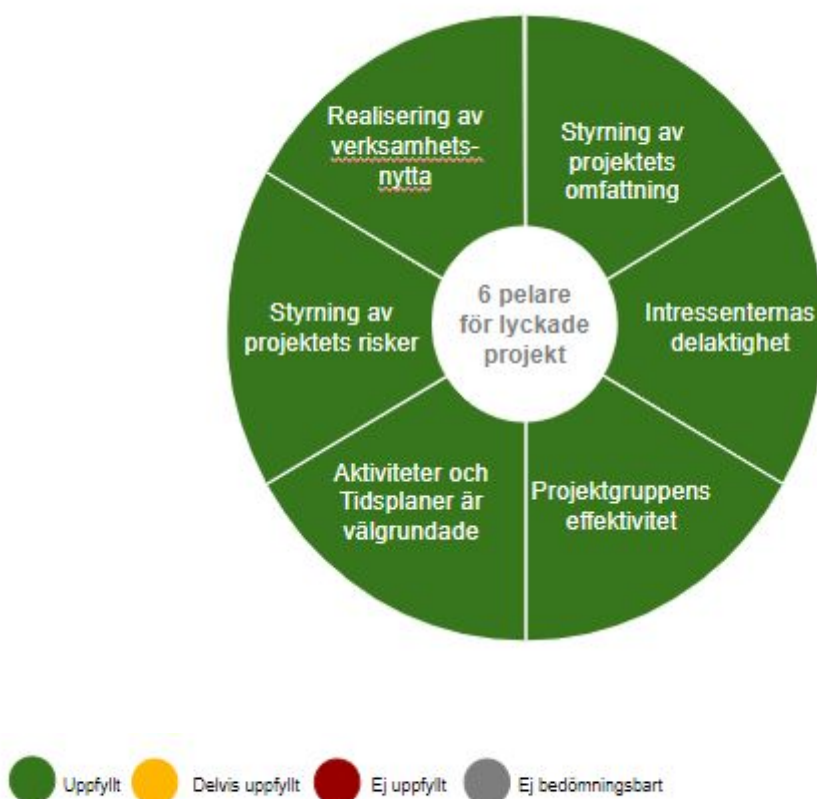 Realisering av
verksamhets-
nytta
Styrning av
projektets
omfattning
Styrning av
projektets risker
6 pelare
för lyckade
projekt
Intressenternas
delaktighet
Aktiviteter och
Tidsplaner är
välgrundade
Projektgruppens
effektivitet
Uppfyllt
Delvis uppfyllt
Ej uppfyllt
Ej bedömningsbart